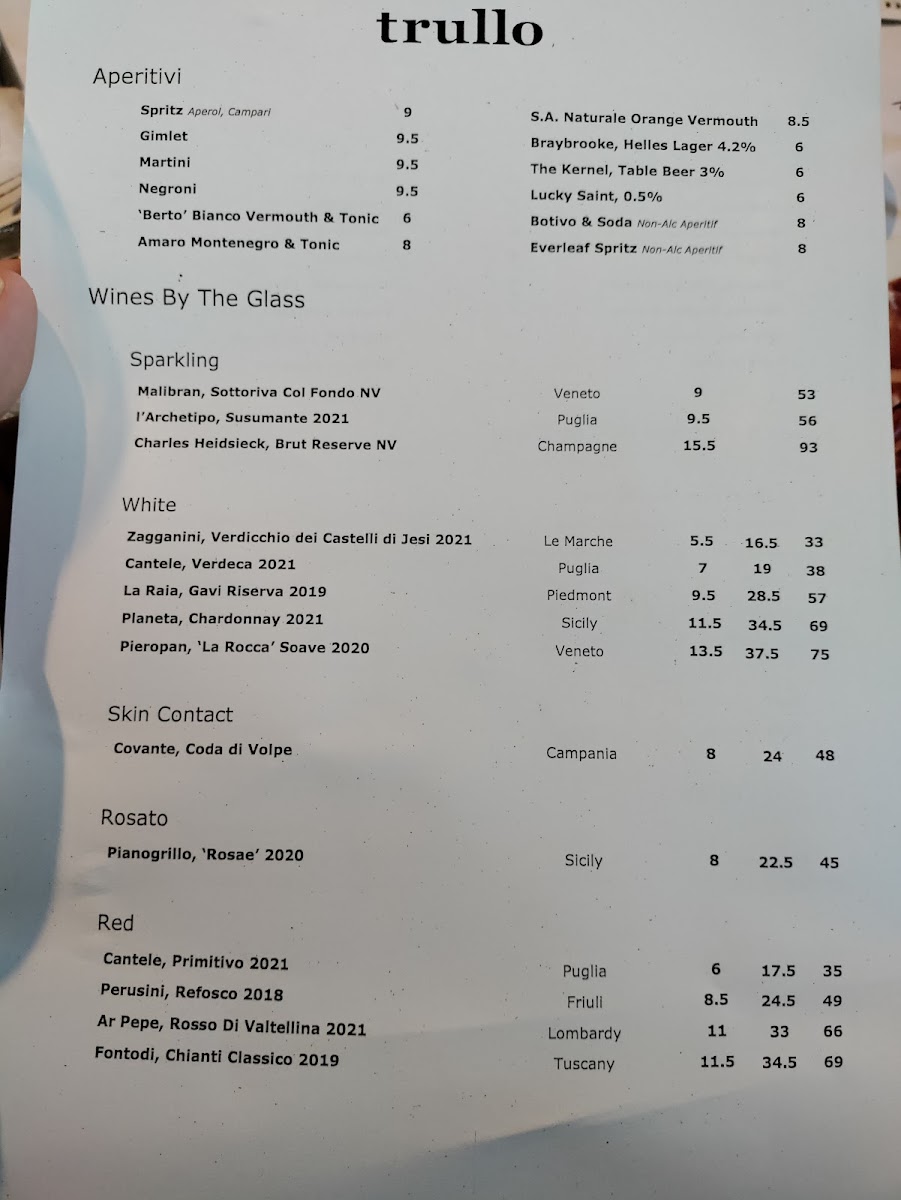 trullo
Aperitivi
Spritz Aperol, Campari 9
Gimlet 9.5
Martini 9.5
Negroni 9.5
‘Berto’ Bianco Vermouth & Tonic 6
Amaro Montenegro & Tonic 8
S.A. Naturale Orange Vermouth 8.5
Braybrooke, Helles Lager 4.2% 6
The Kernel, Table Beer 3% 6
Lucky Saint, 0.5% 6
Botivo & Soda Non-Alc Aperitif 8
Everleaf Spritz Non-Alc Aperitif 8
Wines By The Glass
Sparkling
Malibran, Sottoriva Col Fondo NV Veneto 9 53
l’Archetipo, Susumante 2021 Puglia 9.5 56
Charles Heidsieck, Brut Reserve NV Champagne 15.5 93
White
Zagganini, Verdicchio dei Castelli di Jesi 2021 Le Marche 5.5 16.5 33
Cantele, Verdeca 2021 Puglia 7 19 38
La Raia, Gavi Riserva 2019 Piedmont 9.5 28.5 57
Planeta, Chardonnay 2021 Sicily 11.5 34.5 69
Pieropan, ‘La Rocca’ Soave 2020 Veneto 13.5 37.5 75
Skin Contact
Covante, Coda di Volpe Campania 8 24 48
Rosato
Pianogrillo, ‘Rosae’ 2020 Sicily 8 22.5 45
Red
Cantele, Primitivo 2021 Puglia 6 17.5 35
Perusini, Refosco 2018 Friuli 8.5 24.5 49
Ar Pepe, Rosso Di Valtellina 2021 Lombardy 11 33 66
Fontodi, Chianti Classico 2019 Tuscany 11.5 34.5 69